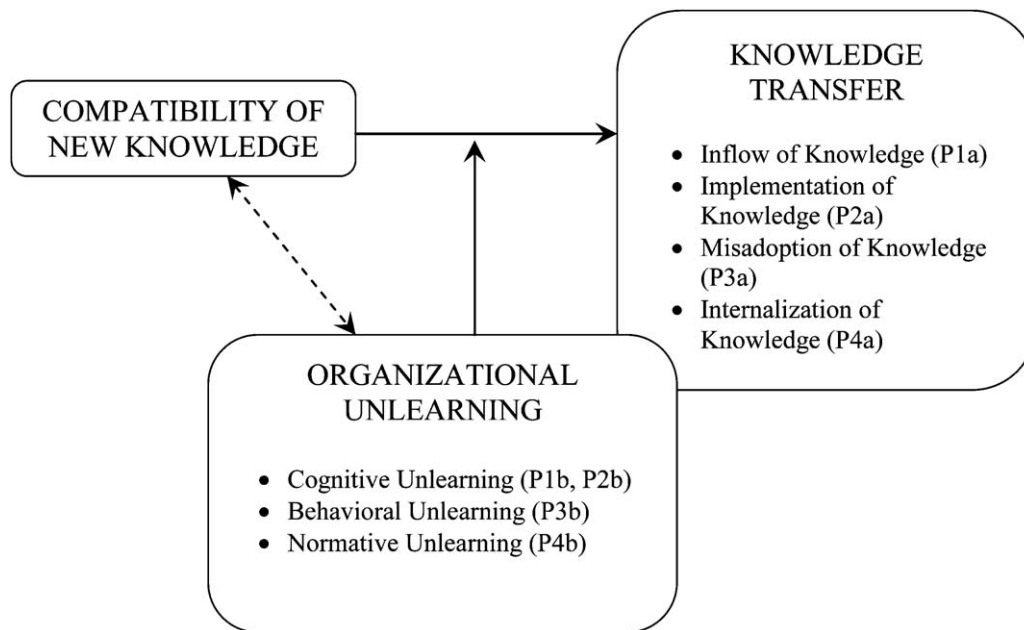 COMPATIBILITY OF
NEW KNOWLEDGE
KNOWLEDGE
TRANSFER
• Inflow of Knowledge (P1a)
• Implementation of
Knowledge (P2a)
• Misadoption of Knowledge
(P3a)
• Internalization of
Knowledge (P4a)
ORGANIZATIONAL
UNLEARNING
• Cognitive Unlearning (P1b, P2b)
• Behavioral Unlearning (P3b)
• Normative Unlearning (P4b)